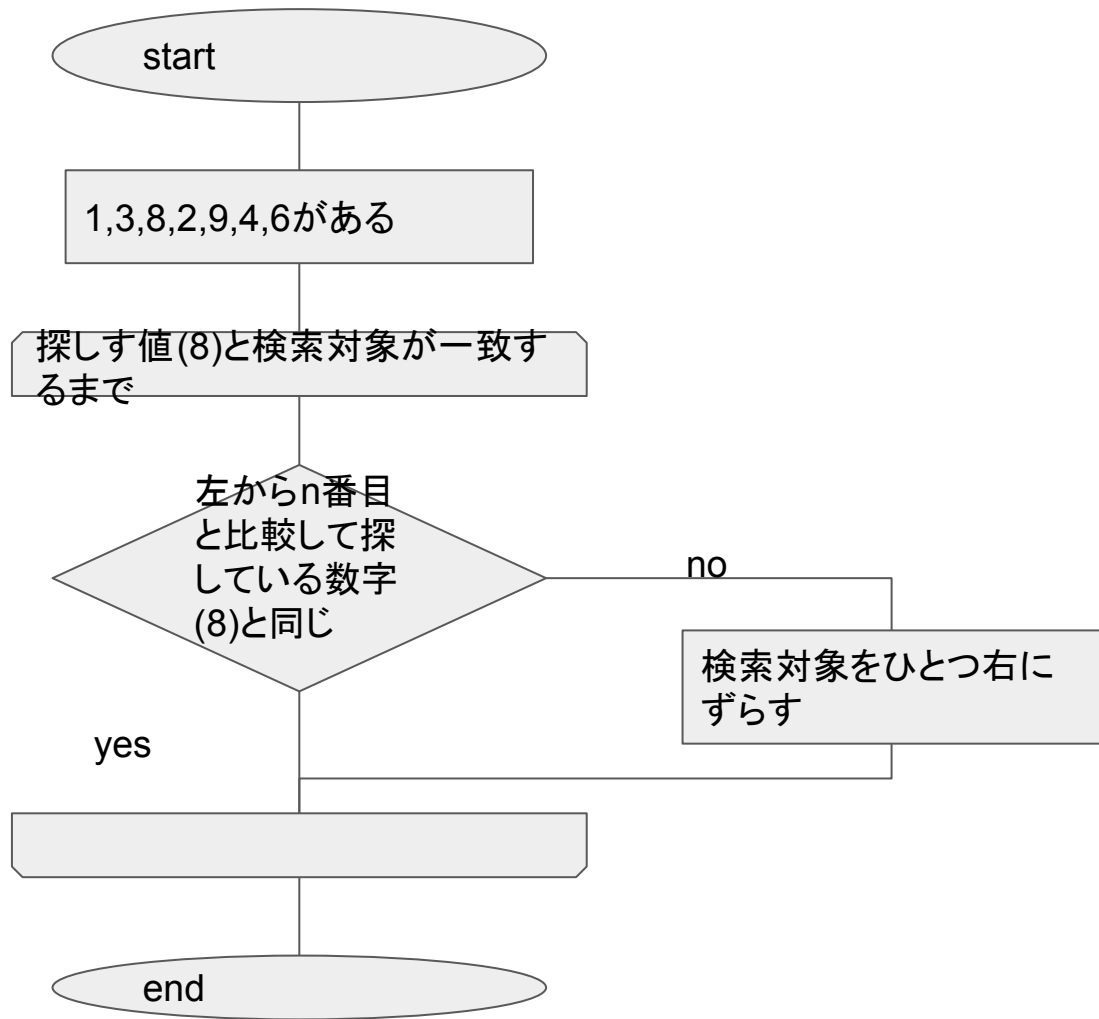 start
1,3,8,2,9,4,6がある
探しす値(8)と検索対象が一致す
るまで
左からn番目
と比較して探
している数字
(8)と同じ
no
検索対象をひとつ右に
ずらす
yes
end